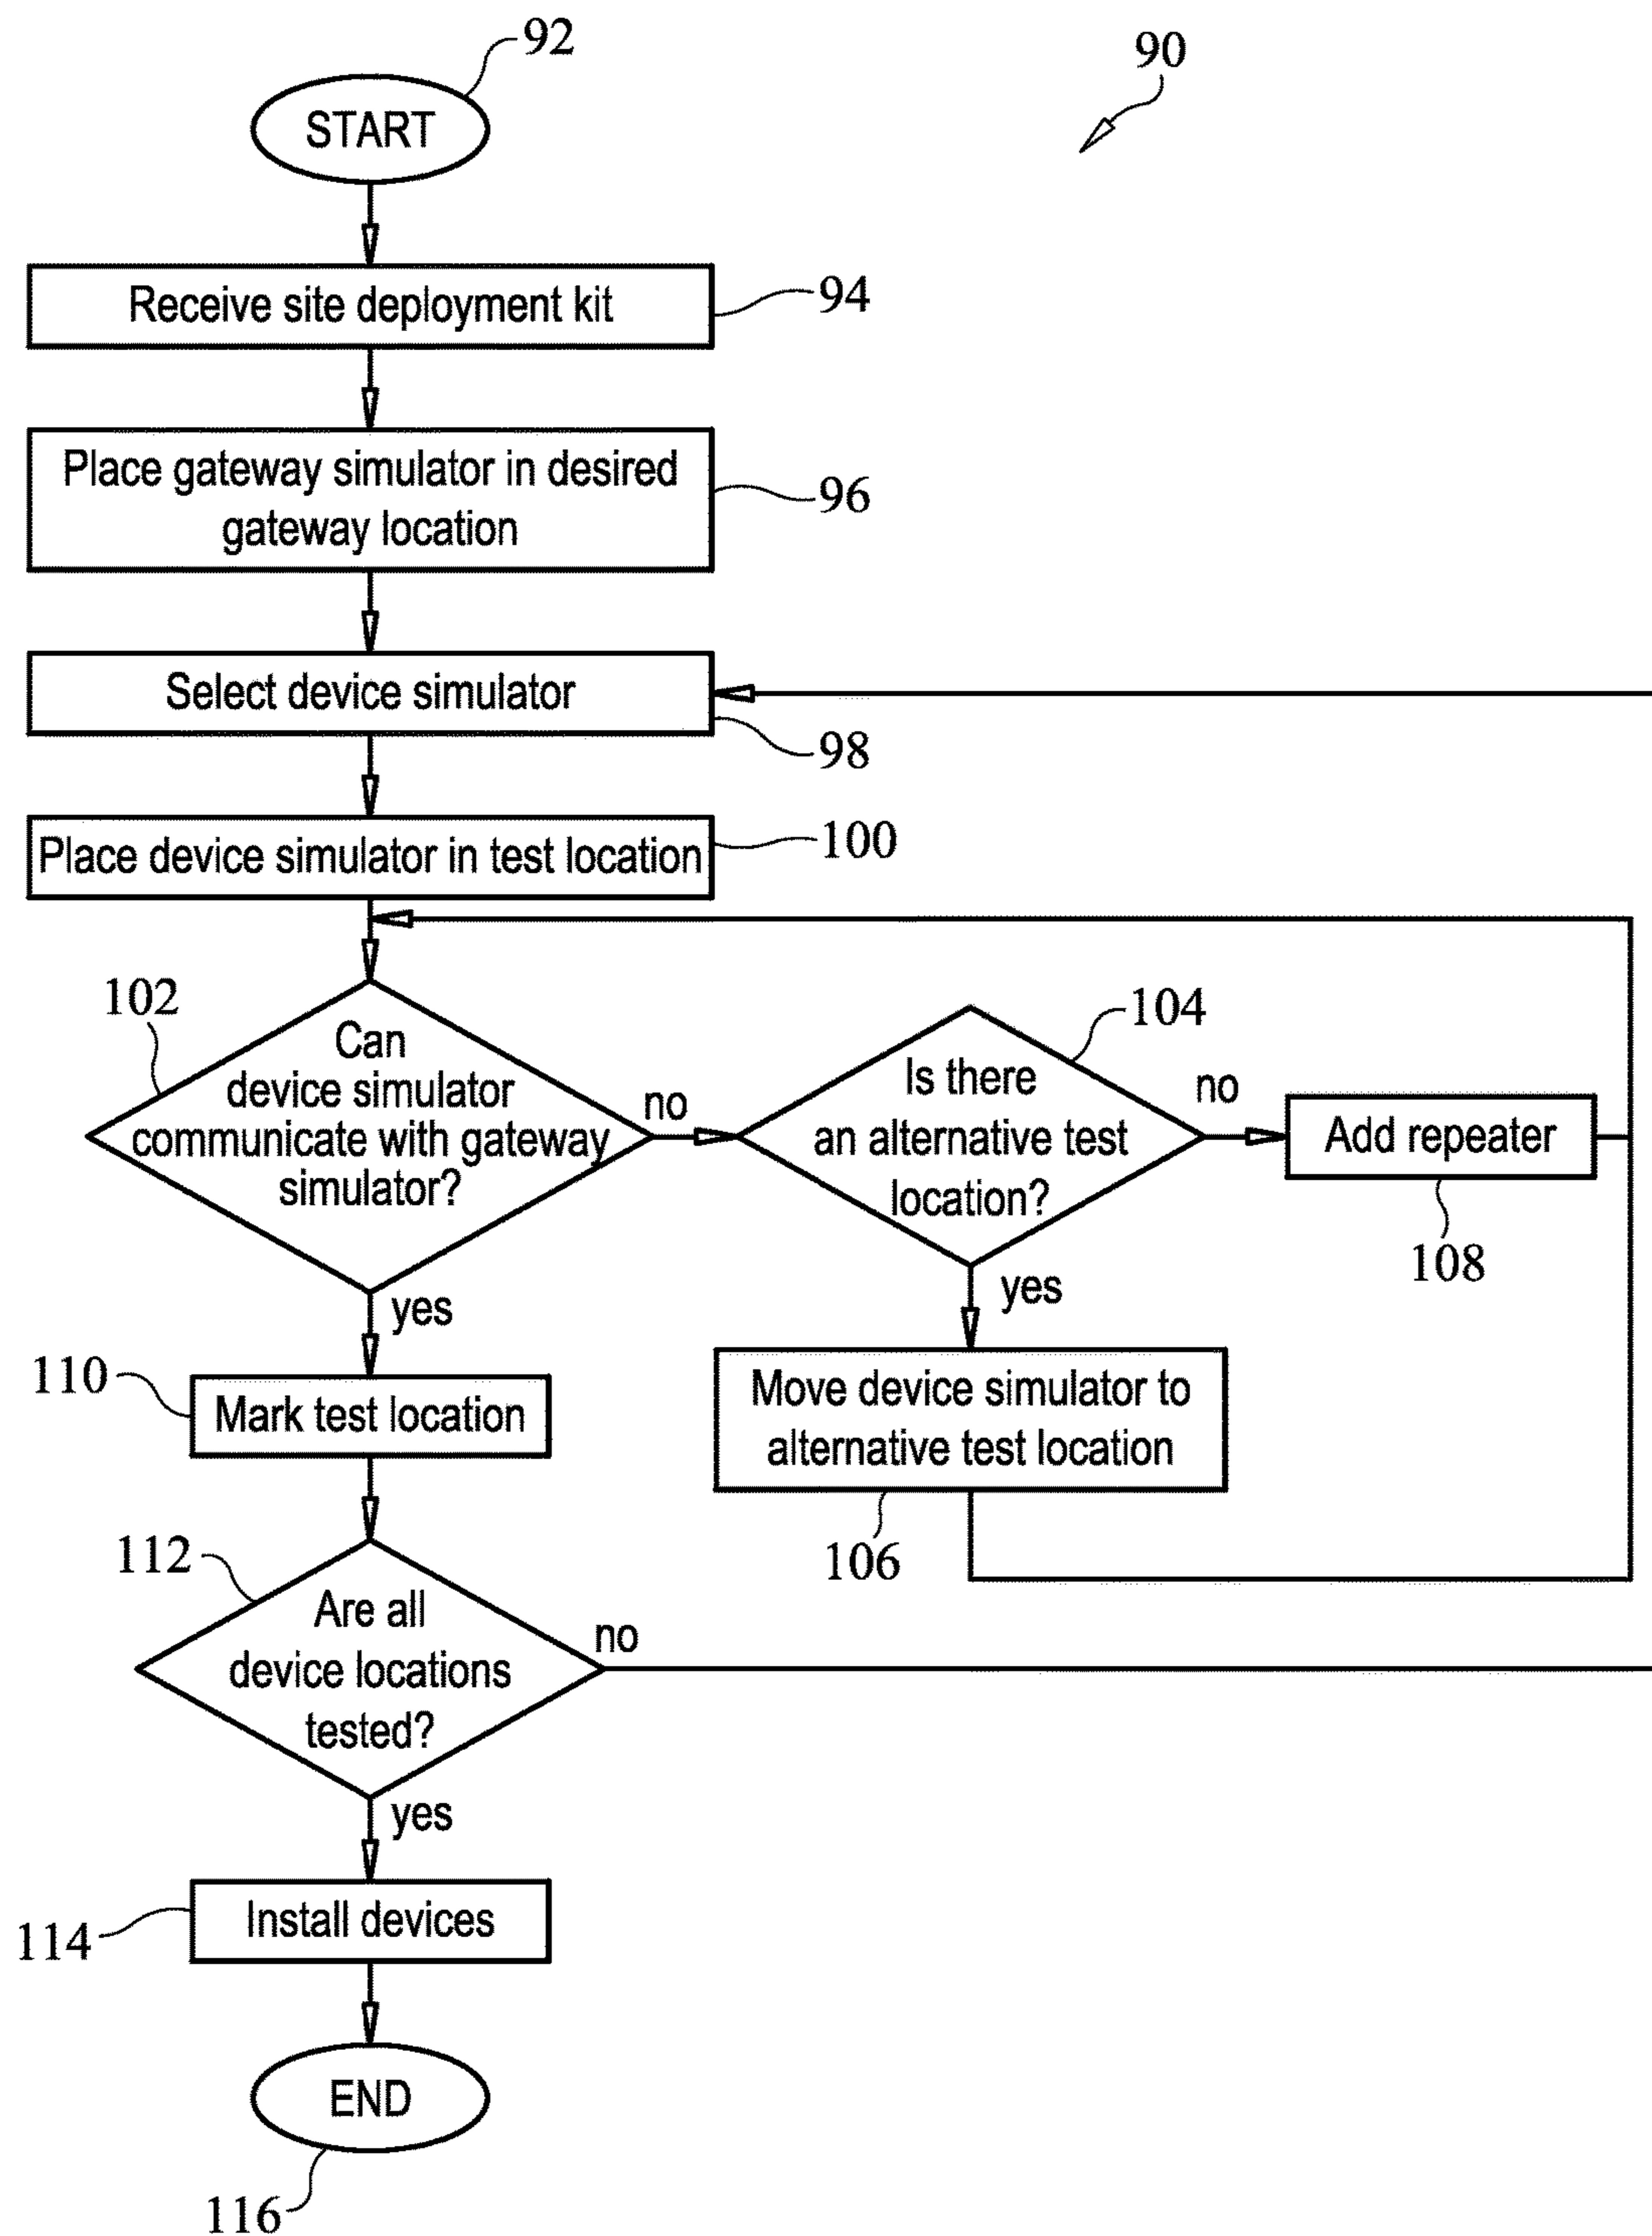 92
90
START
Receive site deployment kit
94
Place gateway simulator in desired
gateway location
96
Select device simulator
98
Place device simulator in test location
100
102
Can
device simulator
communicate with gateway
simulator?
no
104
Is there
an alternative test
location?
no
Add repeater
108
yes
yes
Move device simulator to
alternative test location
106
110
Mark test location
112
Are all
device locations
tested?
no
yes
Install devices
114
END
116